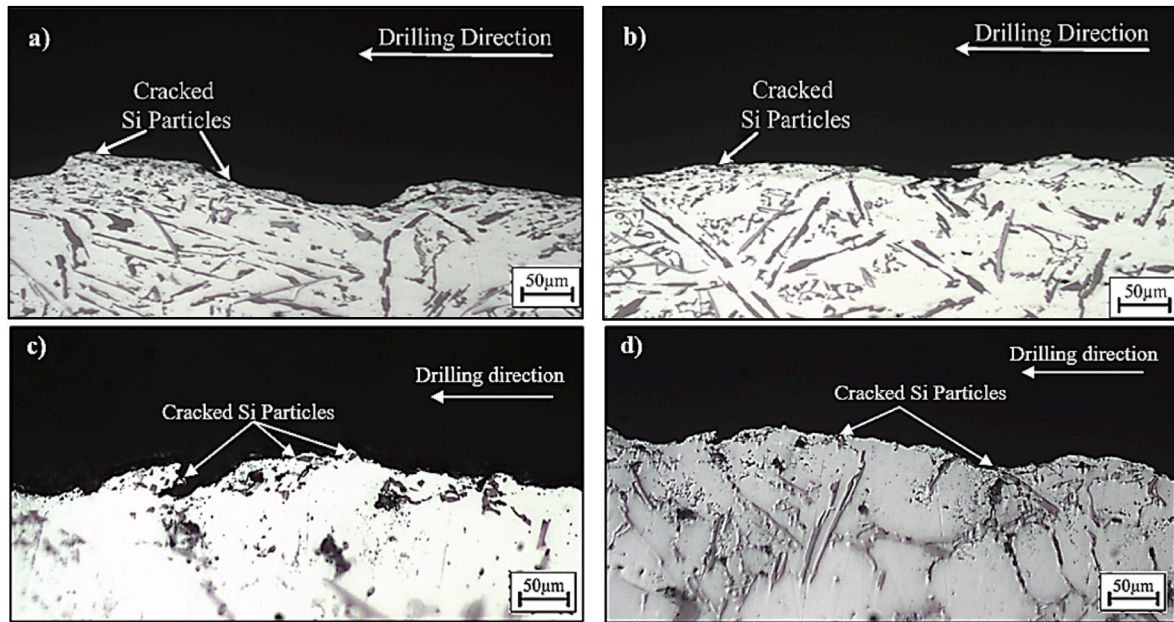 a)
Drilling Direction
Cracked
Si Particles
50µm
b)
Drilling Direction
Cracked
Si Particles
50µm
c)
Drilling direction
Cracked Si Particles
50µm
d)
Drilling direction
Cracked Si Particles
50µm